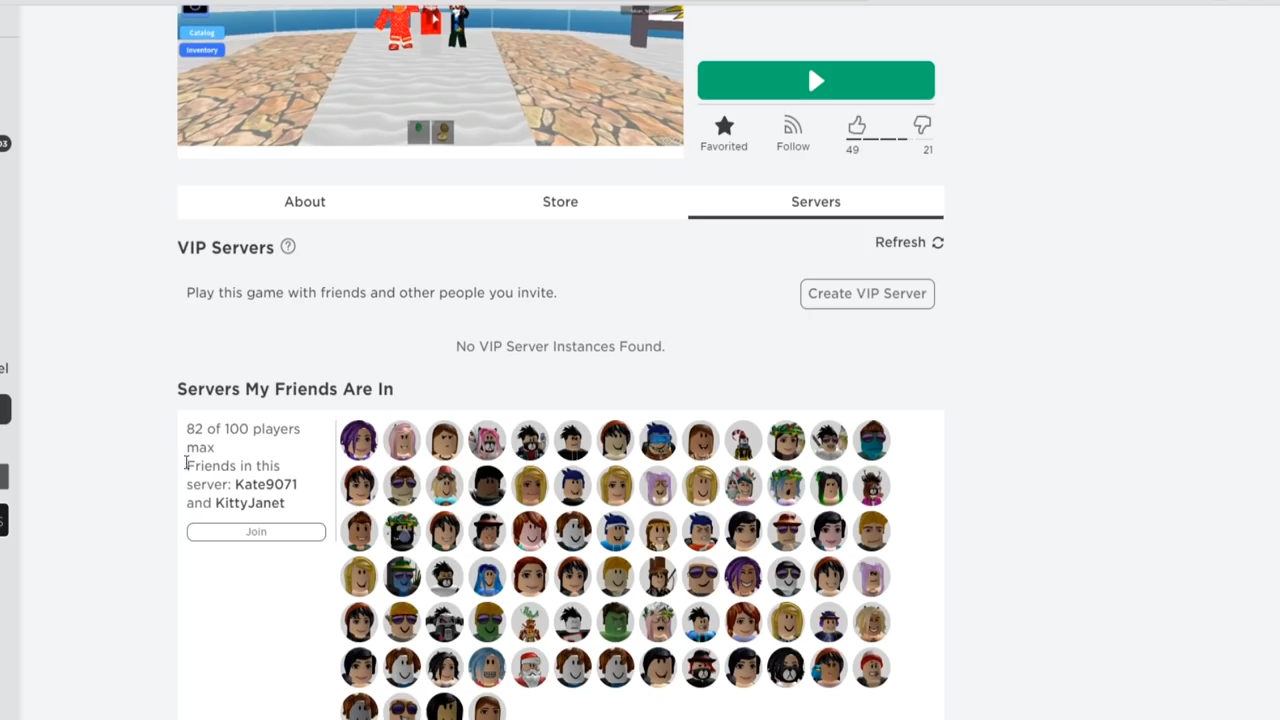 Catalog
Inventory
Favorited
Follow
49
21
About
Store
Servers
VIP Servers
Refresh
Play this game with friends and other people you invite.
Create VIP Server
No VIP Server Instances Found.
Servers My Friends Are In
82 of 100 players
max
Friends in this
server: Kate9071
and KittyJanet
Join